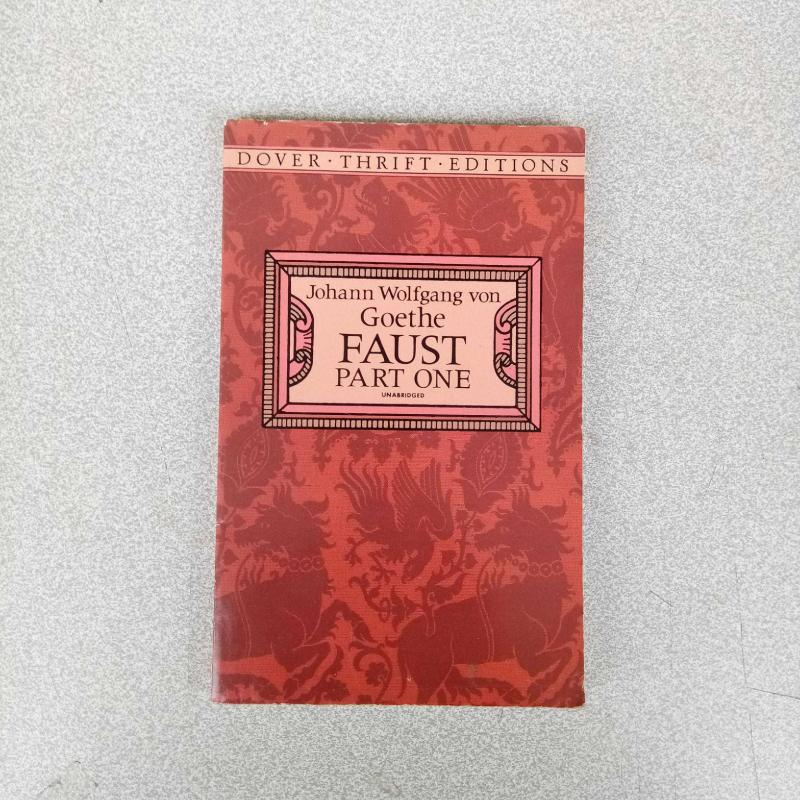 DOVER · THRIFT · EDITIONS
Johann Wolfgang von
Goethe
FAUST
PART ONE
UNABRIDGED